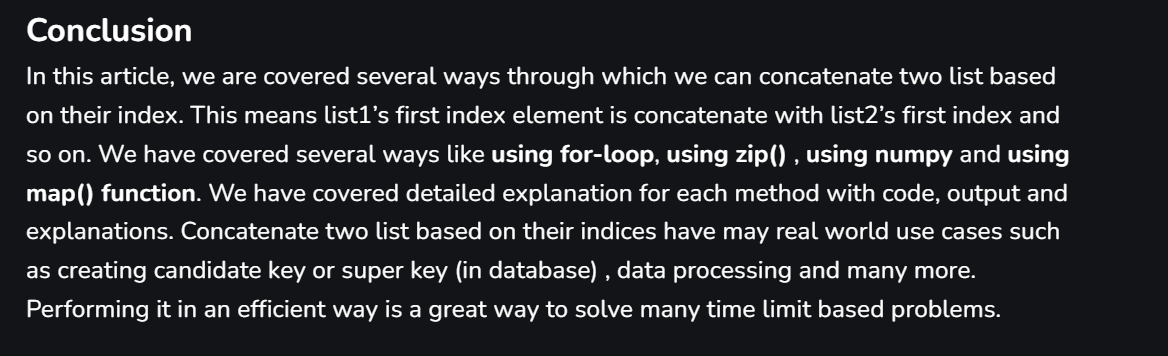 Conclusion
In this article, we are covered several ways through which we can concatenate two list based
on their index. This means list1’s first index element is concatenate with list2’s first index and
so on. We have covered several ways like using for-loop, using zip() , using numpy and using
map() function. We have covered detailed explanation for each method with code, output and
explanations. Concatenate two list based on their indices have may real world use cases such
as creating candidate key or super key (in database) , data processing and many more.
Performing it in an efficient way is a great way to solve many time limit based problems.